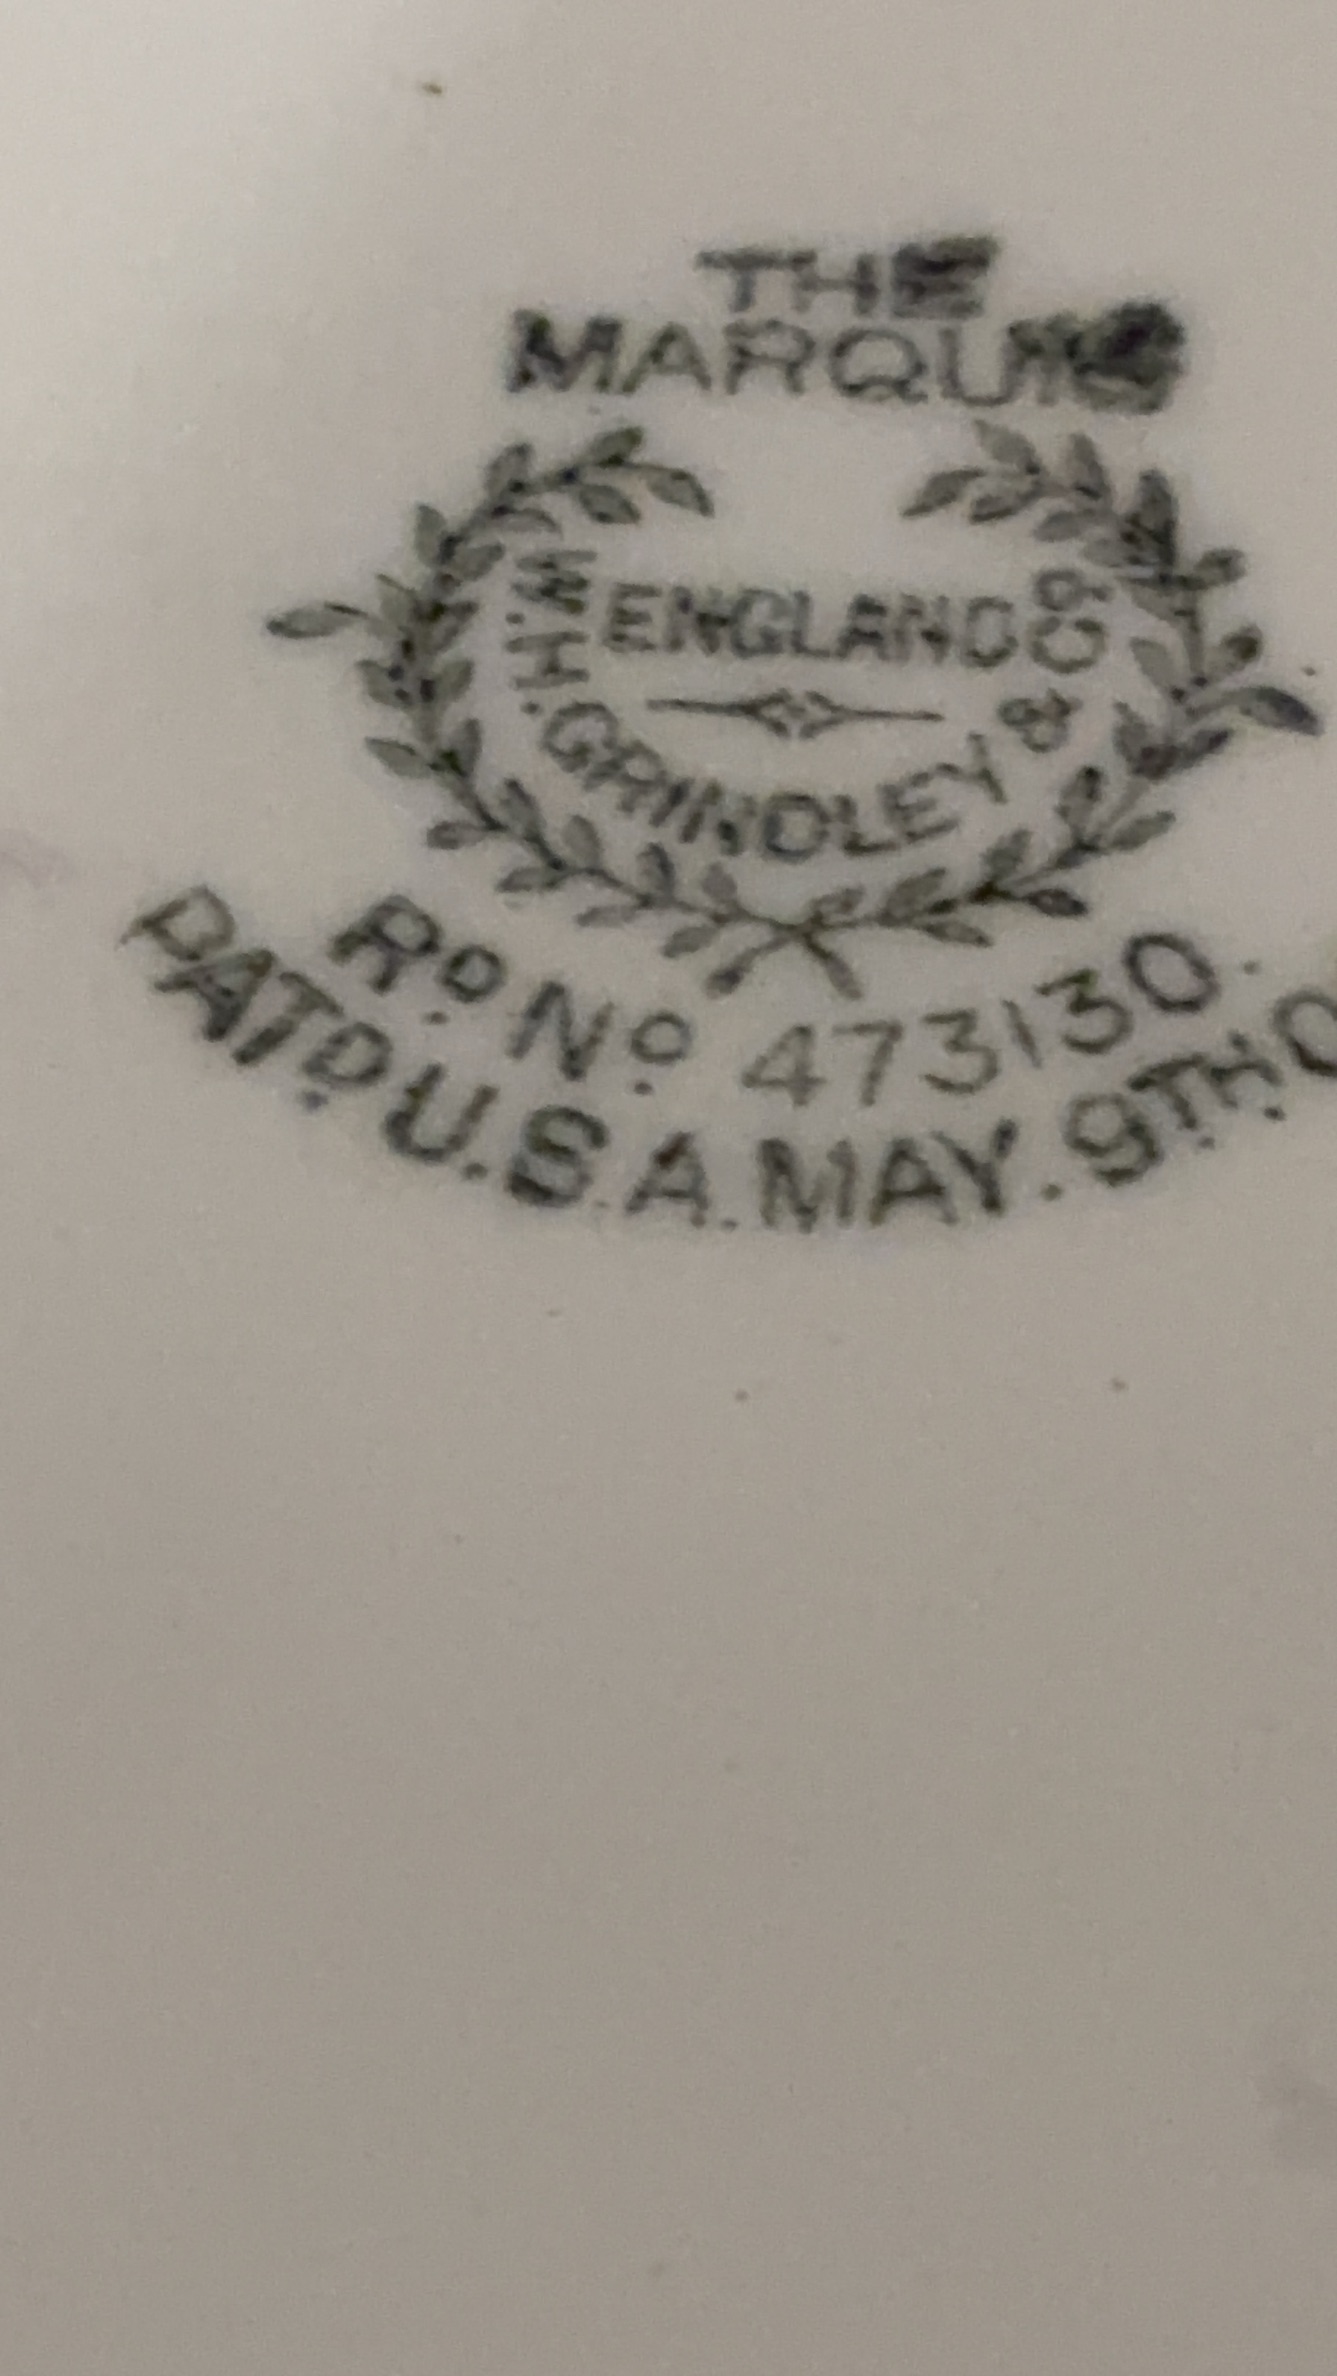 THE
MARQUIS
ENGLAND
W.H. GRINDLEY & CO
RD NO 473130.
PATD U.S.A. MAY. 9TH